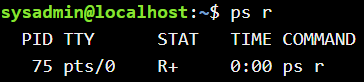 sysadmin@localhost:~$ ps r
PID TTY STAT TIME COMMAND
75 pts/0 R+ 0:00 ps r